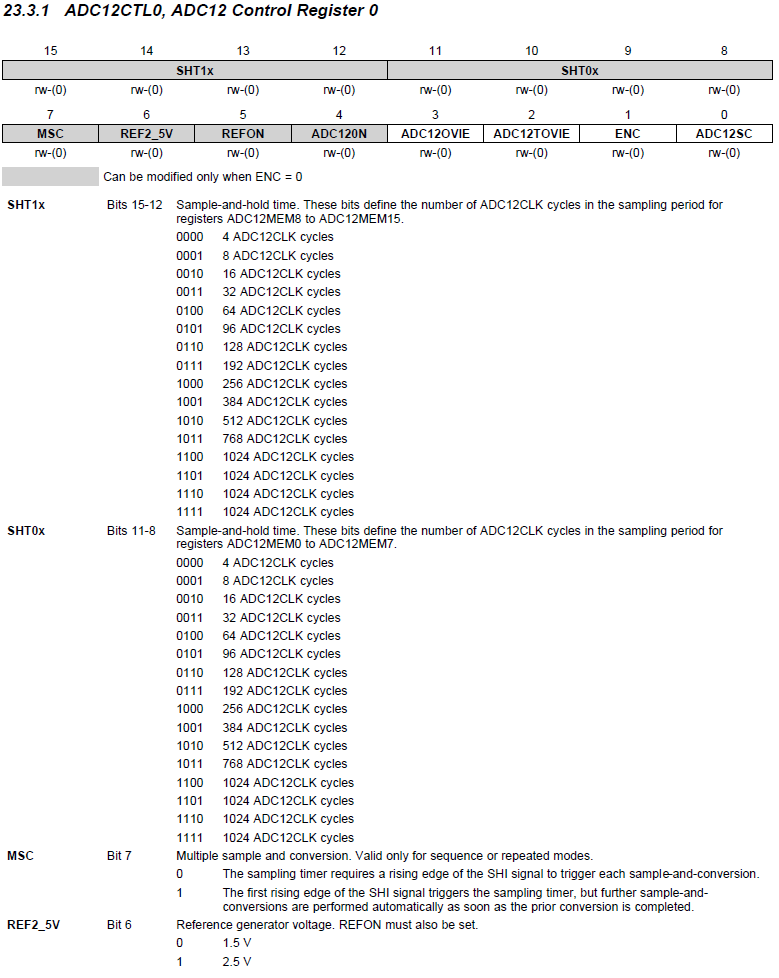 23.3.1 ADC12CTL0, ADC12 Control Register 0
15 14 13 12 11 10 9 8
SHT1x SHT0x
rw-(0) rw-(0) rw-(0) rw-(0) rw-(0) rw-(0) rw-(0) rw-(0)
7 6 5 4 3 2 1 0
MSC REF2_5V REFON ADC120N ADC12OVIE ADC12TOVIE ENC ADC12SC
rw-(0) rw-(0) rw-(0) rw-(0) rw-(0) rw-(0) rw-(0) rw-(0)
Can be modified only when ENC = 0
SHT1x Bits 15-12 Sample-and-hold time. These bits define the number of ADC12CLK cycles in the sampling period for
registers ADC12MEM8 to ADC12MEM15.
0000 4 ADC12CLK cycles
0001 8 ADC12CLK cycles
0010 16 ADC12CLK cycles
0011 32 ADC12CLK cycles
0100 64 ADC12CLK cycles
0101 96 ADC12CLK cycles
0110 128 ADC12CLK cycles
0111 192 ADC12CLK cycles
1000 256 ADC12CLK cycles
1001 384 ADC12CLK cycles
1010 512 ADC12CLK cycles
1011 768 ADC12CLK cycles
1100 1024 ADC12CLK cycles
1101 1024 ADC12CLK cycles
1110 1024 ADC12CLK cycles
1111 1024 ADC12CLK cycles
SHT0x Bits 11-8 Sample-and-hold time. These bits define the number of ADC12CLK cycles in the sampling period for
registers ADC12MEM0 to ADC12MEM7.
0000 4 ADC12CLK cycles
0001 8 ADC12CLK cycles
0010 16 ADC12CLK cycles
0011 32 ADC12CLK cycles
0100 64 ADC12CLK cycles
0101 96 ADC12CLK cycles
0110 128 ADC12CLK cycles
0111 192 ADC12CLK cycles
1000 256 ADC12CLK cycles
1001 384 ADC12CLK cycles
1010 512 ADC12CLK cycles
1011 768 ADC12CLK cycles
1100 1024 ADC12CLK cycles
1101 1024 ADC12CLK cycles
1110 1024 ADC12CLK cycles
1111 1024 ADC12CLK cycles
MSC Bit 7 Multiple sample and conversion. Valid only for sequence or repeated modes.
0 The sampling timer requires a rising edge of the SHI signal to trigger each sample-and-conversion.
1 The first rising edge of the SHI signal triggers the sampling timer, but further sample-and-
conversions are performed automatically as soon as the prior conversion is completed.
REF2_5V Bit 6 Reference generator voltage. REFON must also be set.
0 1.5 V
1 2.5 V